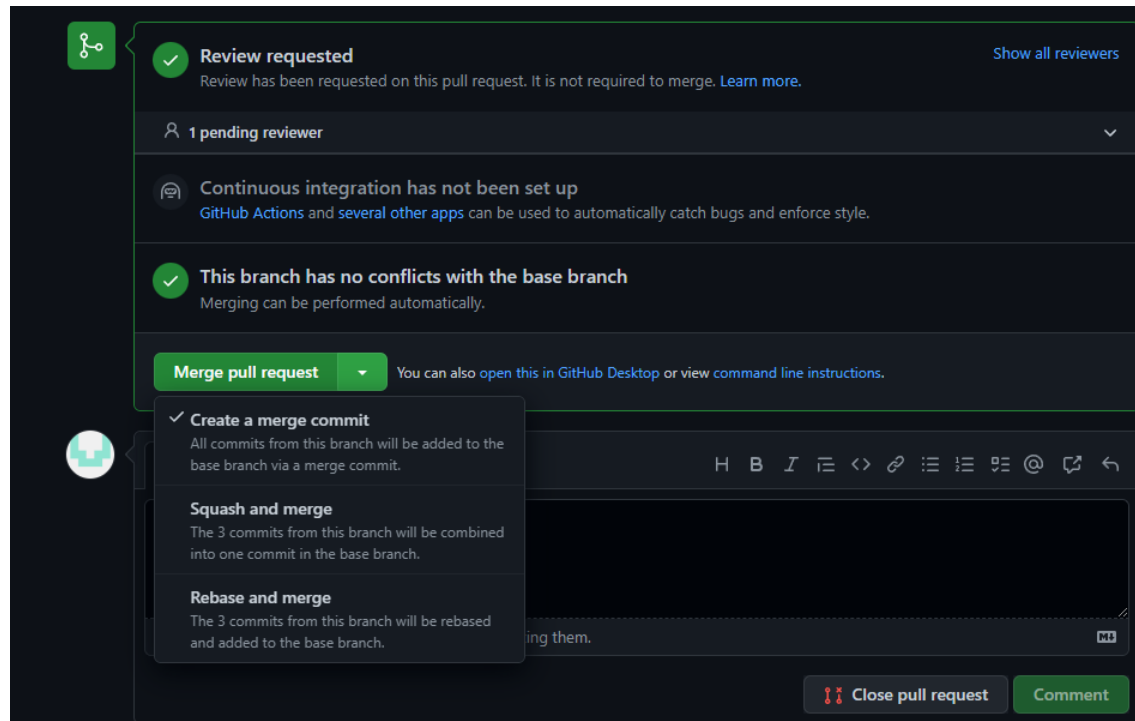 Review requested
Show all reviewers
Review has been requested on this pull request. It is not required to merge. Learn more.
1 pending reviewer
Continuous integration has not been set up
GitHub Actions and several other apps can be used to automatically catch bugs and enforce style.
This branch has no conflicts with the base branch
Merging can be performed automatically.
Merge pull request
You can also open this in GitHub Desktop or view command line instructions.
Create a merge commit
All commits from this branch will be added to the
base branch via a merge commit.
Squash and merge
The 3 commits from this branch will be combined
into one commit in the base branch.
Rebase and merge
The 3 commits from this branch will be rebased
and added to the base branch.
H B I
them.
Close pull request
Comment